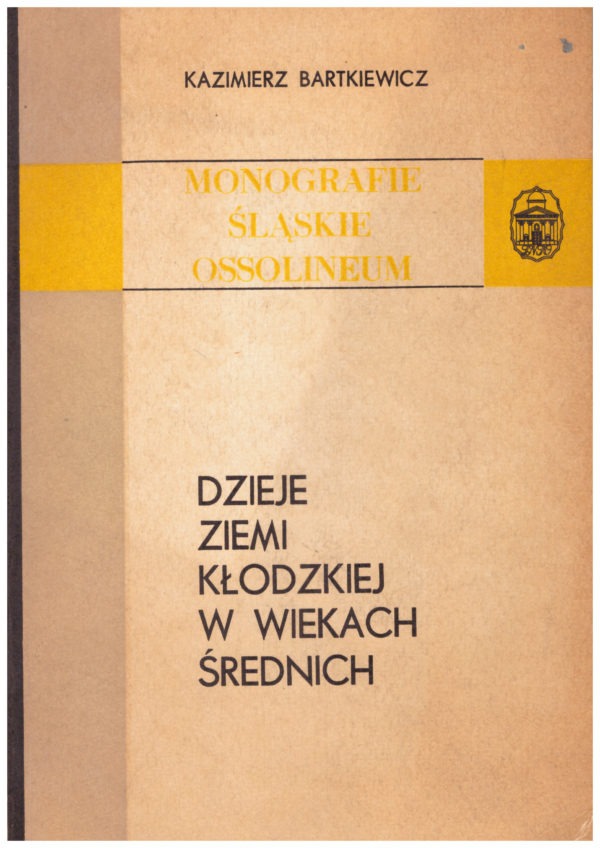 KAZIMIERZ BARTKIEWICZ
MONOGRAFIE
ŚLĄSKIE
OSSOLINEUM
DZIEJE
ZIEMI
KŁODZKIEJ
W WIEKACH
ŚREDNICH